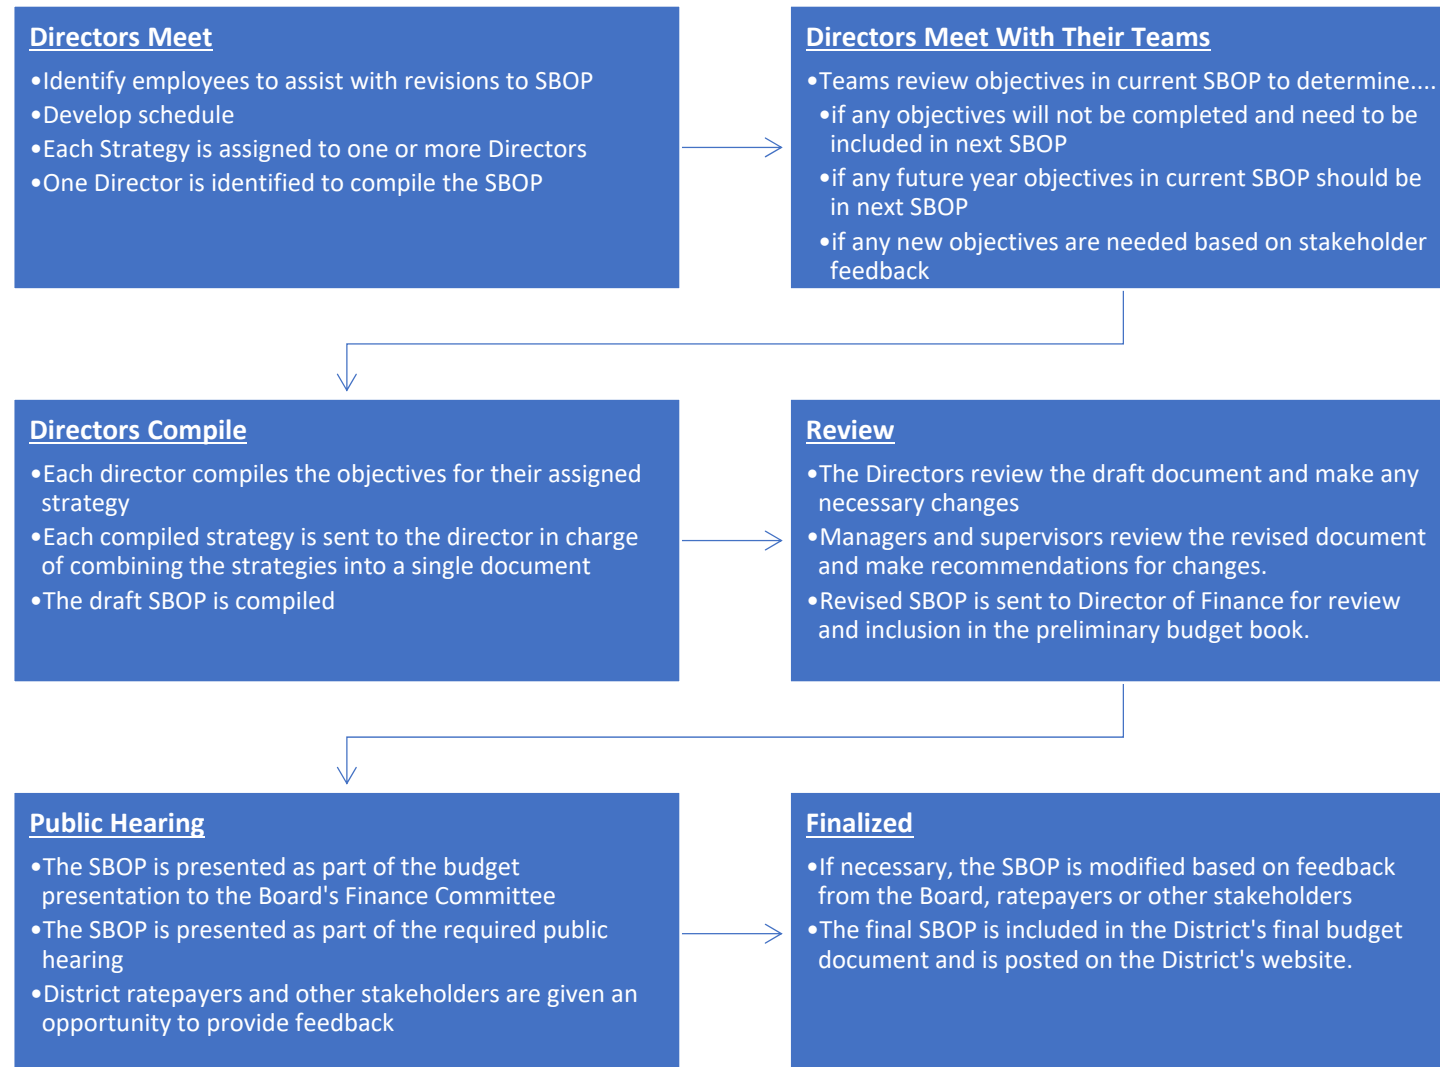 Directors Meet
•Identify employees to assist with revisions to SBOP
•Develop schedule
•Each Strategy is assigned to one or more Directors
•One Director is identified to compile the SBOP
Directors Meet With Their Teams
•Teams review objectives in current SBOP to determine....
•if any objectives will not be completed and need to be
included in next SBOP
•if any future year objectives in current SBOP should be
in next SBOP
•if any new objectives are needed based on stakeholder
feedback
Directors Compile
•Each director compiles the objectives for their assigned
strategy
•Each compiled strategy is sent to the director in charge
of combining the strategies into a single document
•The draft SBOP is compiled
Review
•The Directors review the draft document and make any
necessary changes
•Managers and supervisors review the revised document
and make recommendations for changes.
•Revised SBOP is sent to Director of Finance for review
and inclusion in the preliminary budget book.
Public Hearing
•The SBOP is presented as part of the budget
presentation to the Board's Finance Committee
•The SBOP is presented as part of the required public
hearing
•District ratepayers and other stakeholders are given an
opportunity to provide feedback
Finalized
•If necessary, the SBOP is modified based on feedback
from the Board, ratepayers or other stakeholders
•The final SBOP is included in the District's final budget
document and is posted on the District's website.